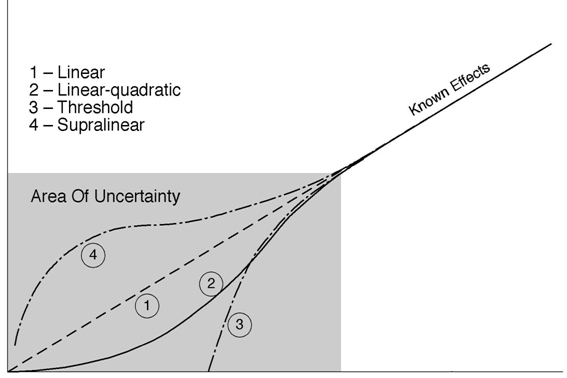 1 – Linear
2 – Linear-quadratic
3 – Threshold
4 – Supralinear
Known Effects
Area Of Uncertainty
4
2
1
3